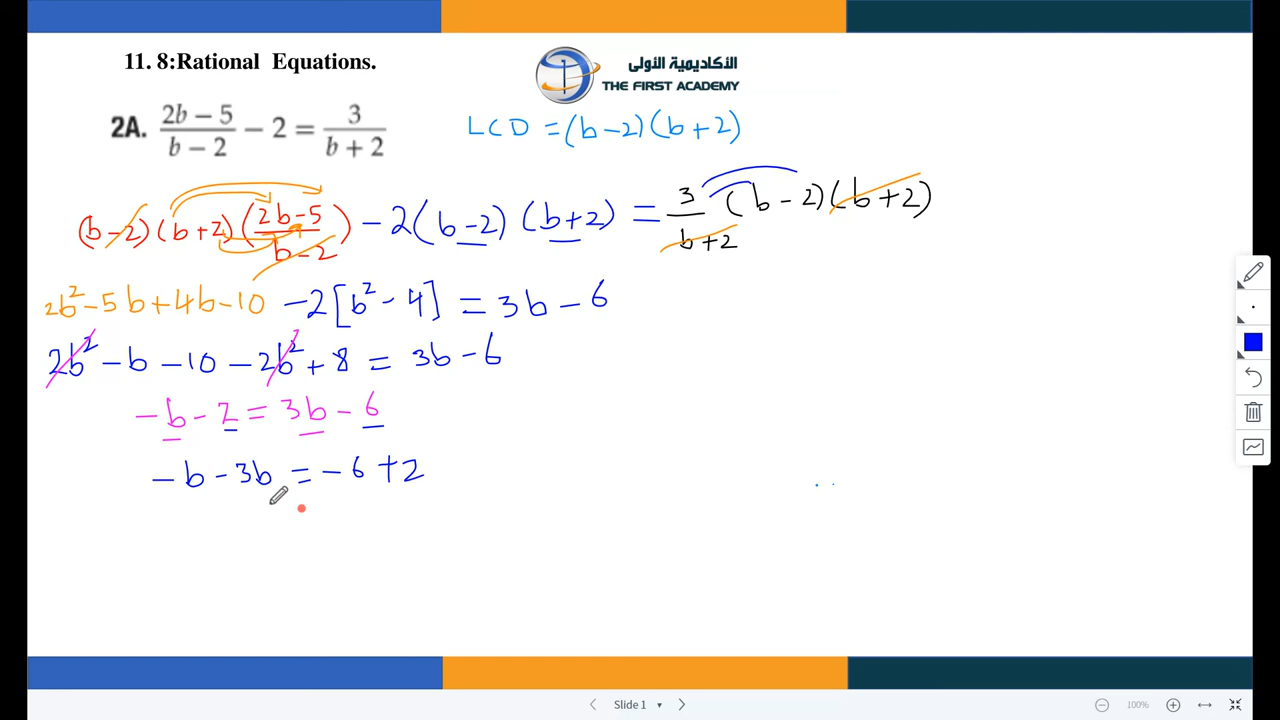 11. 8:Rational Equations.
الأكاديمية الأولى
THE FIRST ACADEMY
2A. (2b − 5)/(b − 2) − 2 = 3/(b + 2)
LCD = (b-2)(b+2)
(b-2)(b+2)((2b-5)/(b-2)) - 2(b-2)(b+2) = 3/(b+2) (b-2)(b+2)
2b² - 5b + 4b - 10 - 2[b² - 4] = 3b - 6
2b² - b - 10 - 2b² + 8 = 3b - 6
-b - 2 = 3b - 6
-b - 3b = -6 + 2
Slide 1
100%